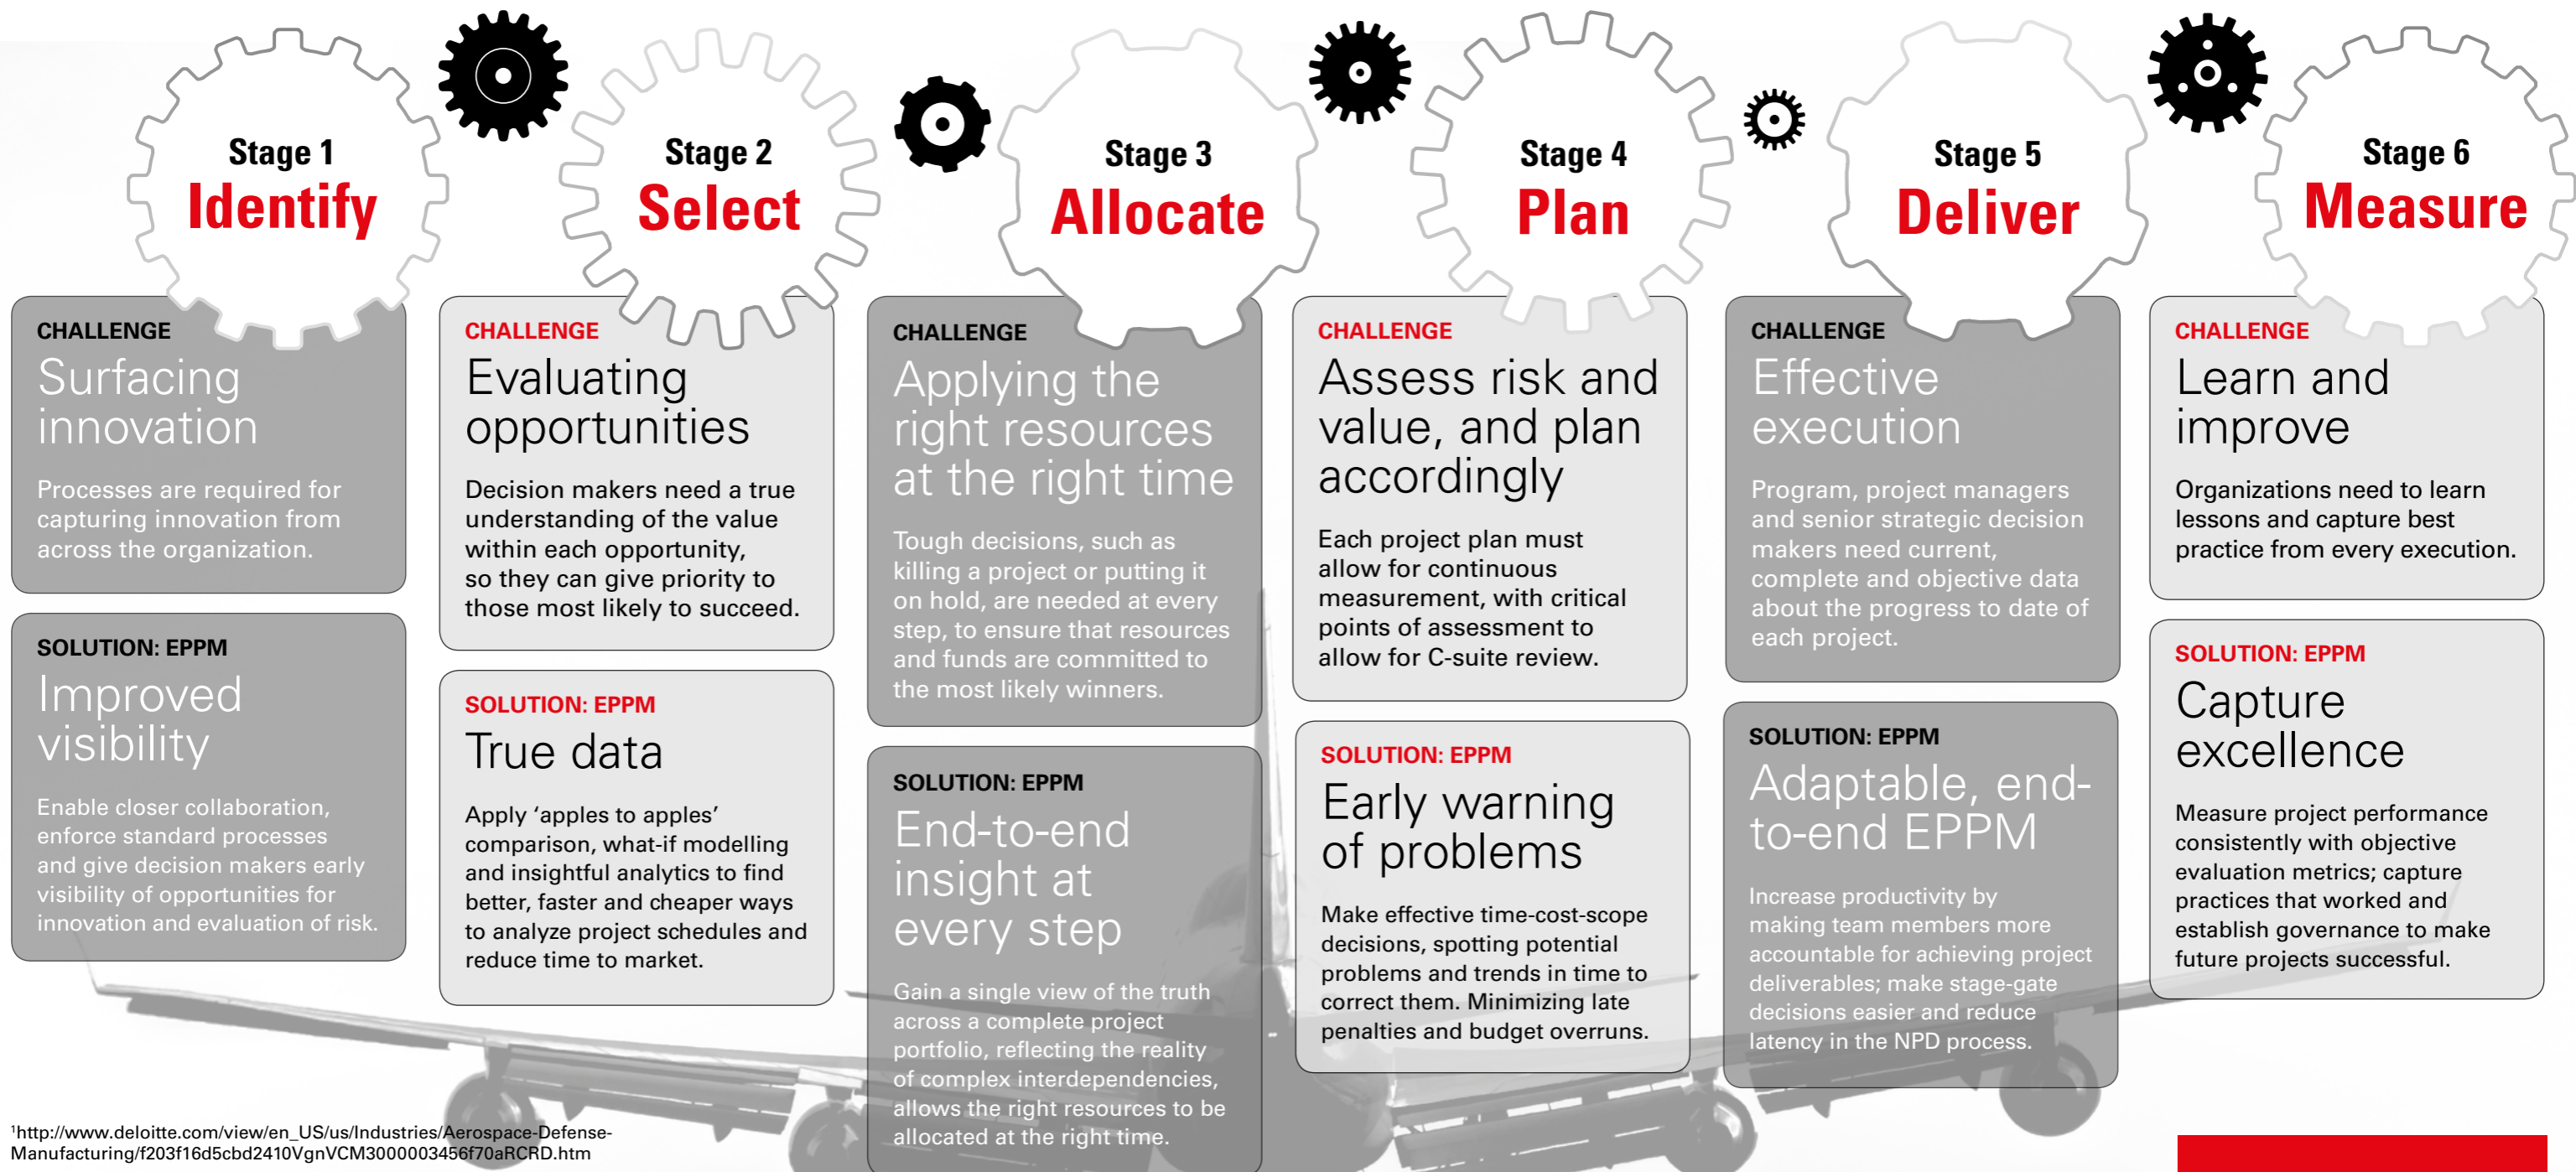 Stage 1
Identify
CHALLENGE
Surfacing
innovation
Processes are required for
capturing innovation from
across the organization.
SOLUTION: EPPM
Improved
visibility
Enable closer collaboration,
enforce standard processes
and give decision makers early
visibility of opportunities for
innovation and evaluation of risk.
Stage 2
Select
CHALLENGE
Evaluating
opportunities
Decision makers need a true
understanding of the value
within each opportunity,
so they can give priority to
those most likely to succeed.
SOLUTION: EPPM
True data
Apply ‘apples to apples’
comparison, what-if modelling
and insightful analytics to find
better, faster and cheaper ways
to analyze project schedules and
reduce time to market.
Stage 3
Allocate
CHALLENGE
Applying the
right resources
at the right time
Tough decisions, such as
killing a project or putting it
on hold, are needed at every
step, to ensure that resources
and funds are committed to
the most likely winners.
SOLUTION: EPPM
End-to-end
insight at
every step
Gain a single view of the truth
across a complete project
portfolio, reflecting the reality
of complex interdependencies,
allows the right resources to be
allocated at the right time.
Stage 4
Plan
CHALLENGE
Assess risk and
value, and plan
accordingly
Each project plan must
allow for continuous
measurement, with critical
points of assessment to
allow for C-suite review.
SOLUTION: EPPM
Early warning
of problems
Make effective time-cost-scope
decisions, spotting potential
problems and trends in time to
correct them. Minimizing late
penalties and budget overruns.
Stage 5
Deliver
CHALLENGE
Effective
execution
Program, project managers
and senior strategic decision
makers need current,
complete and objective data
about the progress to date of
each project.
SOLUTION: EPPM
Adaptable, end-
to-end EPPM
Increase productivity by
making team members more
accountable for achieving project
deliverables; make stage-gate
decisions easier and reduce
latency in the NPD process.
Stage 6
Measure
CHALLENGE
Learn and
improve
Organizations need to learn
lessons and capture best
practice from every execution.
SOLUTION: EPPM
Capture
excellence
Measure project performance
consistently with objective
evaluation metrics; capture
practices that worked and
establish governance to make
future projects successful.
¹http://www.deloitte.com/view/en_US/us/Industries/Aerospace-Defense-
Manufacturing/f203f16d5cbd2410VgnVCM3000003456f70aRCRD.htm